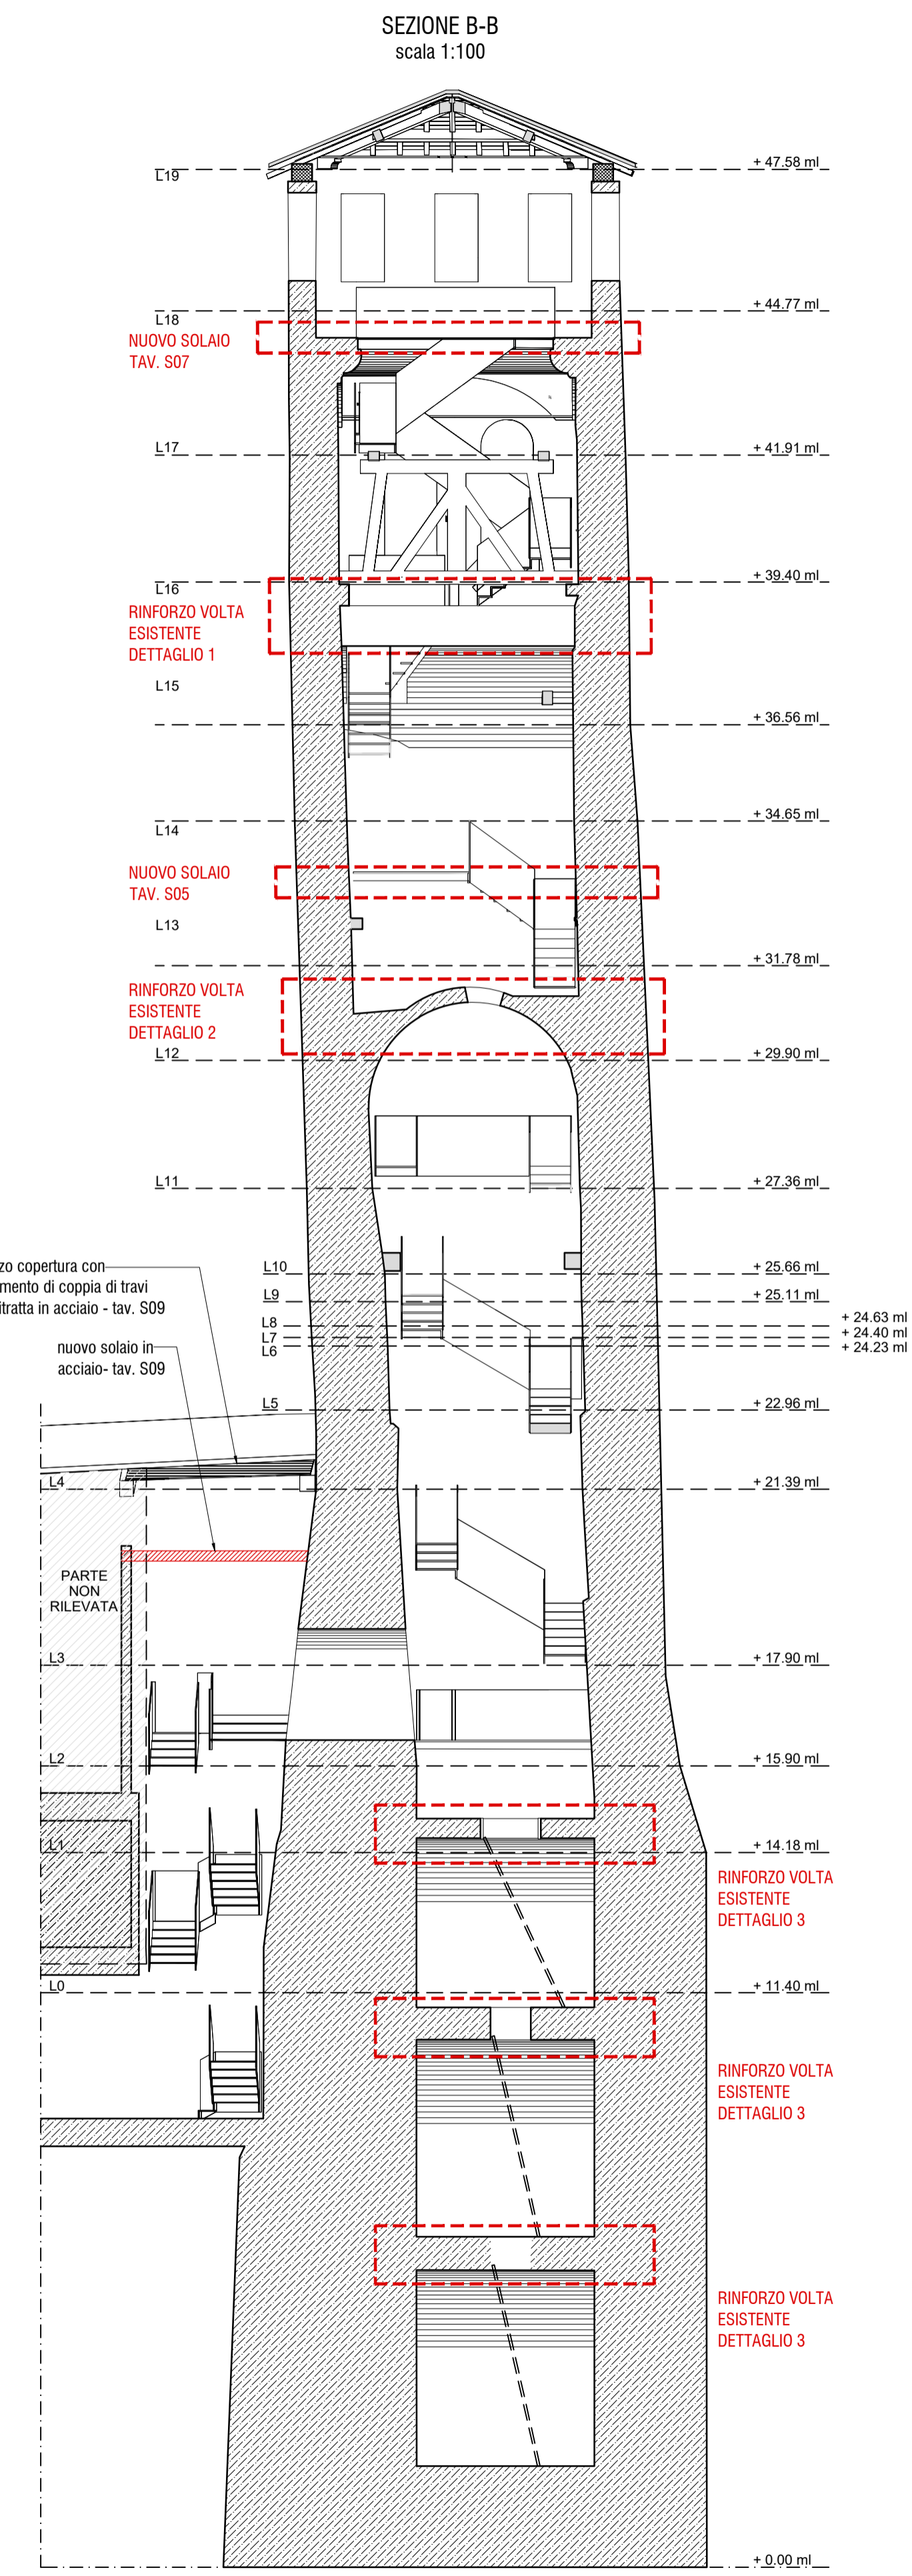 SEZIONE B-B
scala 1:100
+ 47.58 ml
L19
+ 44.77 ml
L18
NUOVO SOLAIO
TAV. S07
L17
+ 41.91 ml
+ 39.40 ml
L16
RINFORZO VOLTA
ESISTENTE
DETTAGLIO 1
L15
+ 36.56 ml
+ 34.65 ml
L14
NUOVO SOLAIO
TAV. S05
L13
+ 31.78 ml
RINFORZO VOLTA
ESISTENTE
DETTAGLIO 2
L12
+ 29.90 ml
L11
+ 27.36 ml
zo copertura con
mento di coppia di travi
itratta in acciaio - tav. S09
L10
+ 25.66 ml
L9
+ 25.11 ml
L8
+ 24.63 ml
L7
+ 24.40 ml
L6
+ 24.23 ml
nuovo solaio in
acciaio- tav. S09
L5
+ 22.96 ml
L4
+ 21.39 ml
PARTE
NON
RILEVATA
L3
+ 17.90 ml
L2
+ 15.90 ml
L1
+ 14.18 ml
RINFORZO VOLTA
ESISTENTE
DETTAGLIO 3
L0
+ 11.40 ml
RINFORZO VOLTA
ESISTENTE
DETTAGLIO 3
RINFORZO VOLTA
ESISTENTE
DETTAGLIO 3
+ 0.00 ml